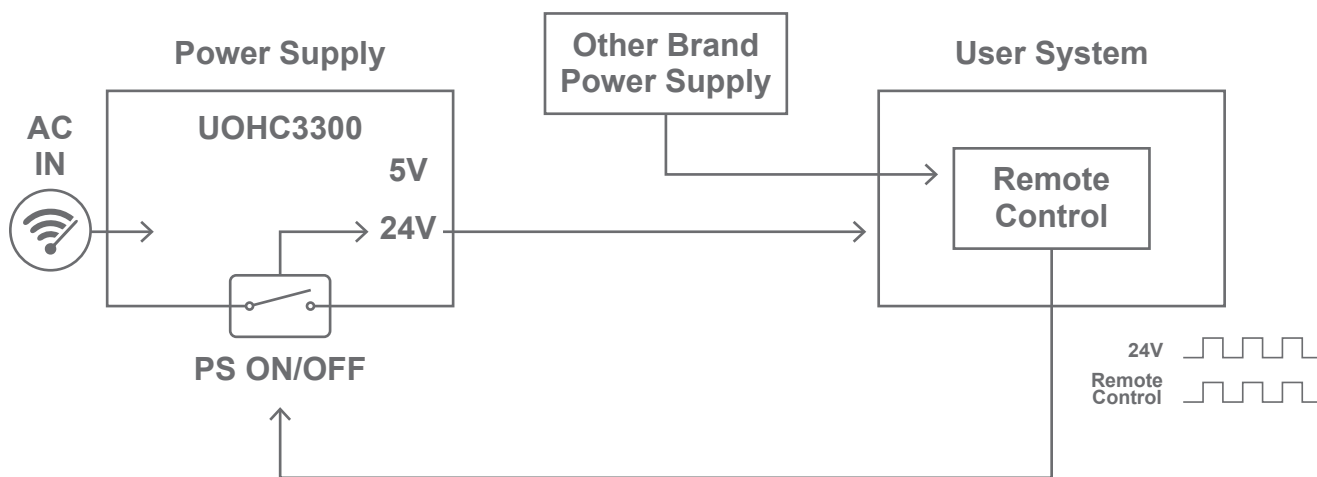 Power Supply
Other Brand
Power Supply
User System
AC
IN
UOHC3300
5V
24V
Remote
Control
PS ON/OFF
24V
Remote
Control